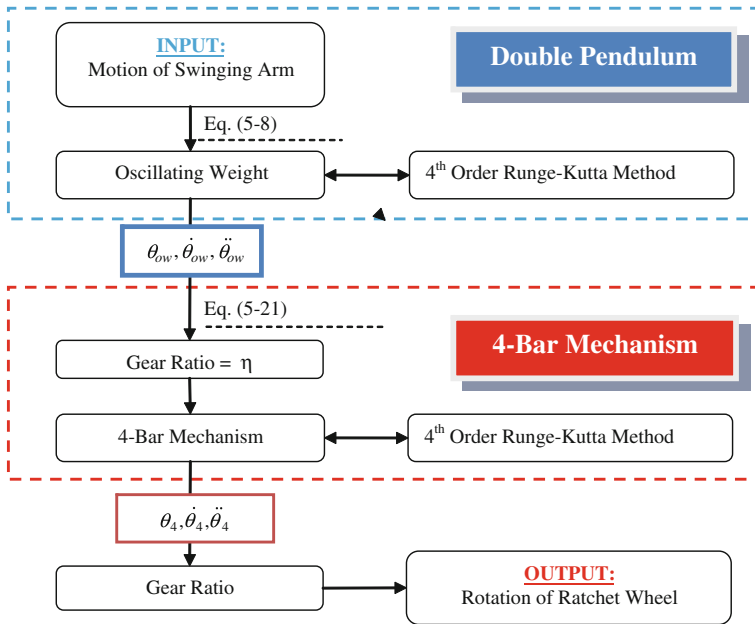 INPUT:
Motion of Swinging Arm
Double Pendulum
Eq. (5-8)
Oscillating Weight
4th Order Runge-Kutta Method
θow, θ̇ow, θ̈ow
Eq. (5-21)
4-Bar Mechanism
Gear Ratio = η
4-Bar Mechanism
4th Order Runge-Kutta Method
θ4, θ̇4, θ̈4
Gear Ratio
OUTPUT:
Rotation of Ratchet Wheel